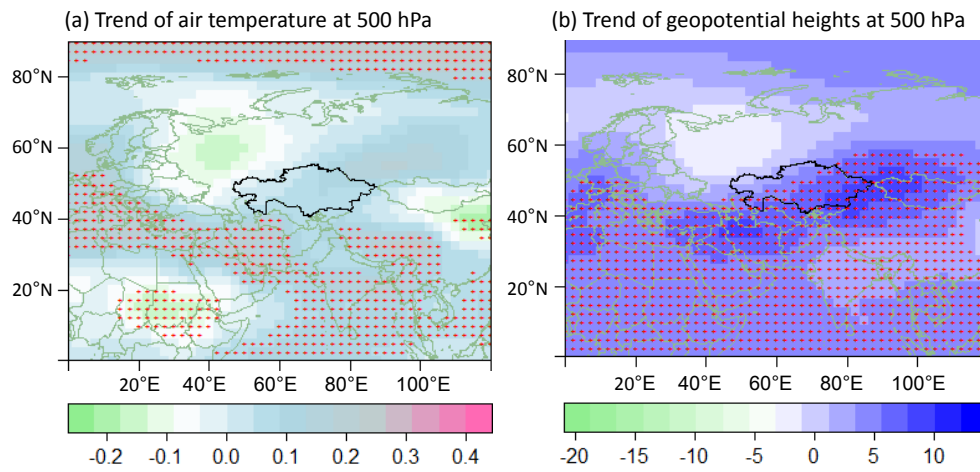 (a) Trend of air temperature at 500 hPa
80°N
60°N
40°N
20°N
20°E 40°E 60°E 80°E 100°E
-0.2 -0.1 0.0 0.1 0.2 0.3 0.4
(b) Trend of geopotential heights at 500 hPa
80°N
60°N
40°N
20°N
20°E 40°E 60°E 80°E 100°E
-20 -15 -10 -5 0 5 10